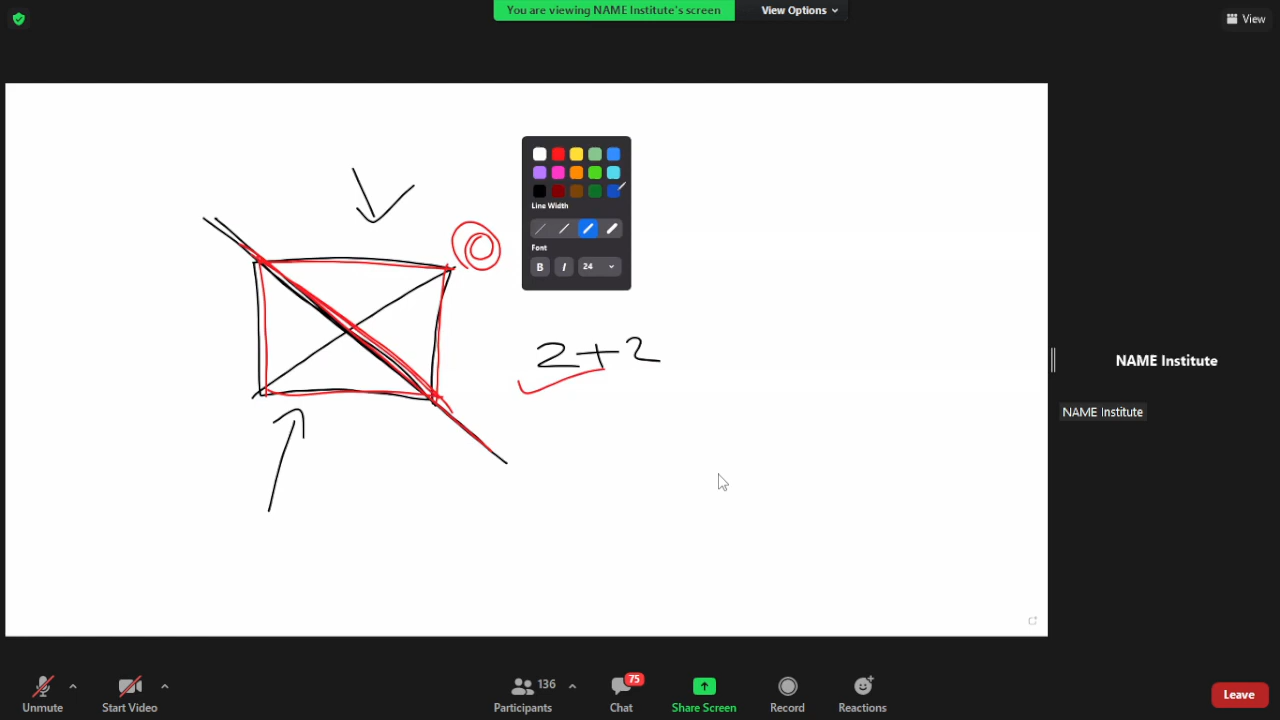 You are viewing NAME Institute's screen View Options
View
Line Width
Font
B I 24
2+2
NAME Institute
NAME Institute
136 75
Unmute Start Video Participants Chat Share Screen Record Reactions Leave